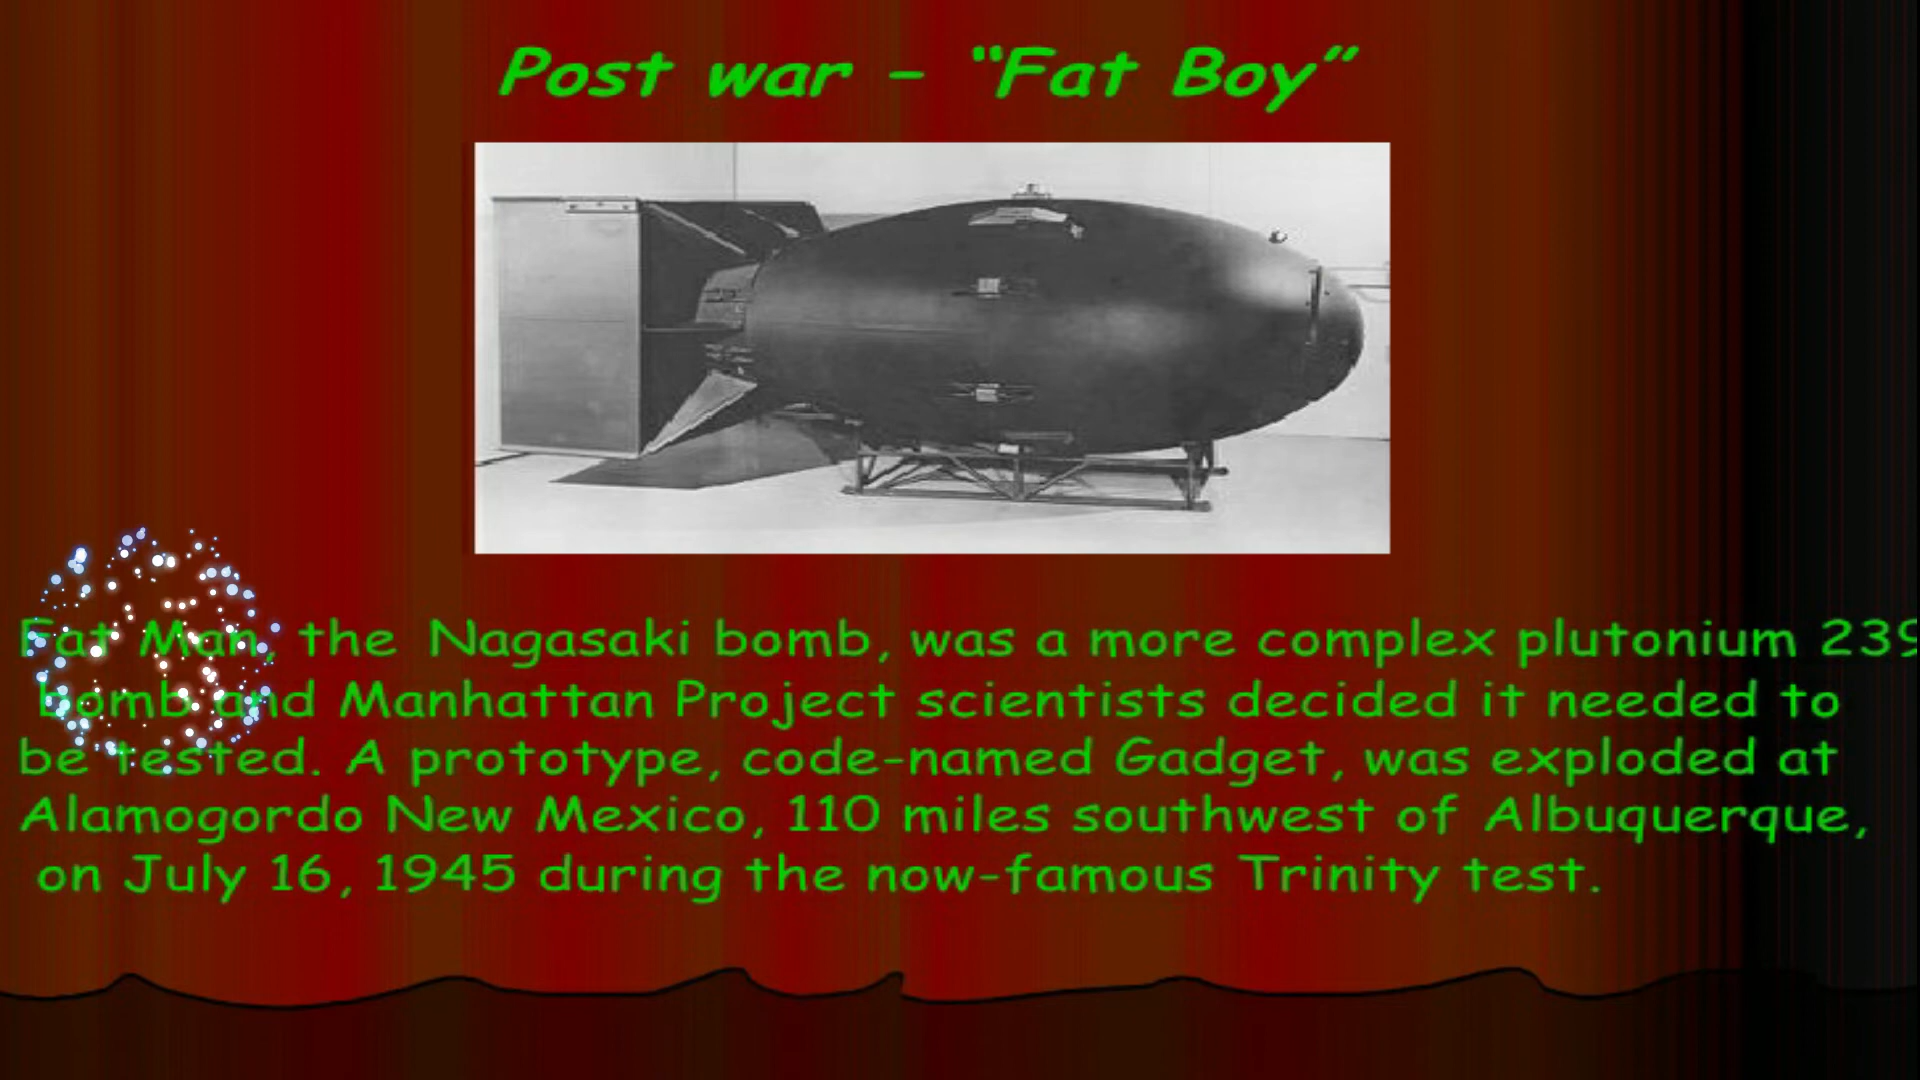 Post war – “Fat Boy”
Fat Man, the Nagasaki bomb, was a more complex plutonium 239
bomb and Manhattan Project scientists decided it needed to
be tested. A prototype, code-named Gadget, was exploded at
Alamogordo New Mexico, 110 miles southwest of Albuquerque,
on July 16, 1945 during the now-famous Trinity test.